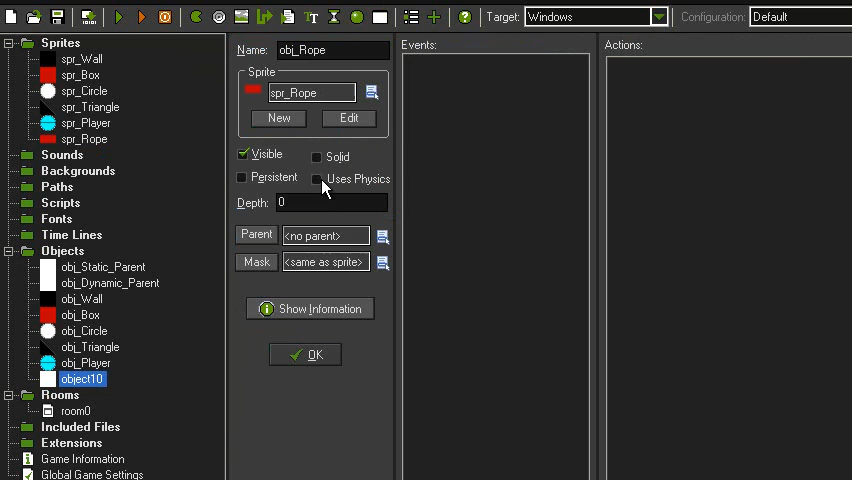 Target: Windows Configuration: Default
Sprites
spr_Wall
spr_Box
spr_Circle
spr_Triangle
spr_Player
spr_Rope
Sounds
Backgrounds
Paths
Scripts
Fonts
Time Lines
Objects
obj_Static_Parent
obj_Dynamic_Parent
obj_Wall
obj_Box
obj_Circle
obj_Triangle
obj_Player
object10
Rooms
room0
Included Files
Extensions
Game Information
Global Game Settings
Name: obj_Rope
Sprite
spr_Rope
New Edit
Visible Solid
Persistent Uses Physics
Depth: 0
Parent <no parent>
Mask <same as sprite>
Show Information
OK
Events:
Actions: